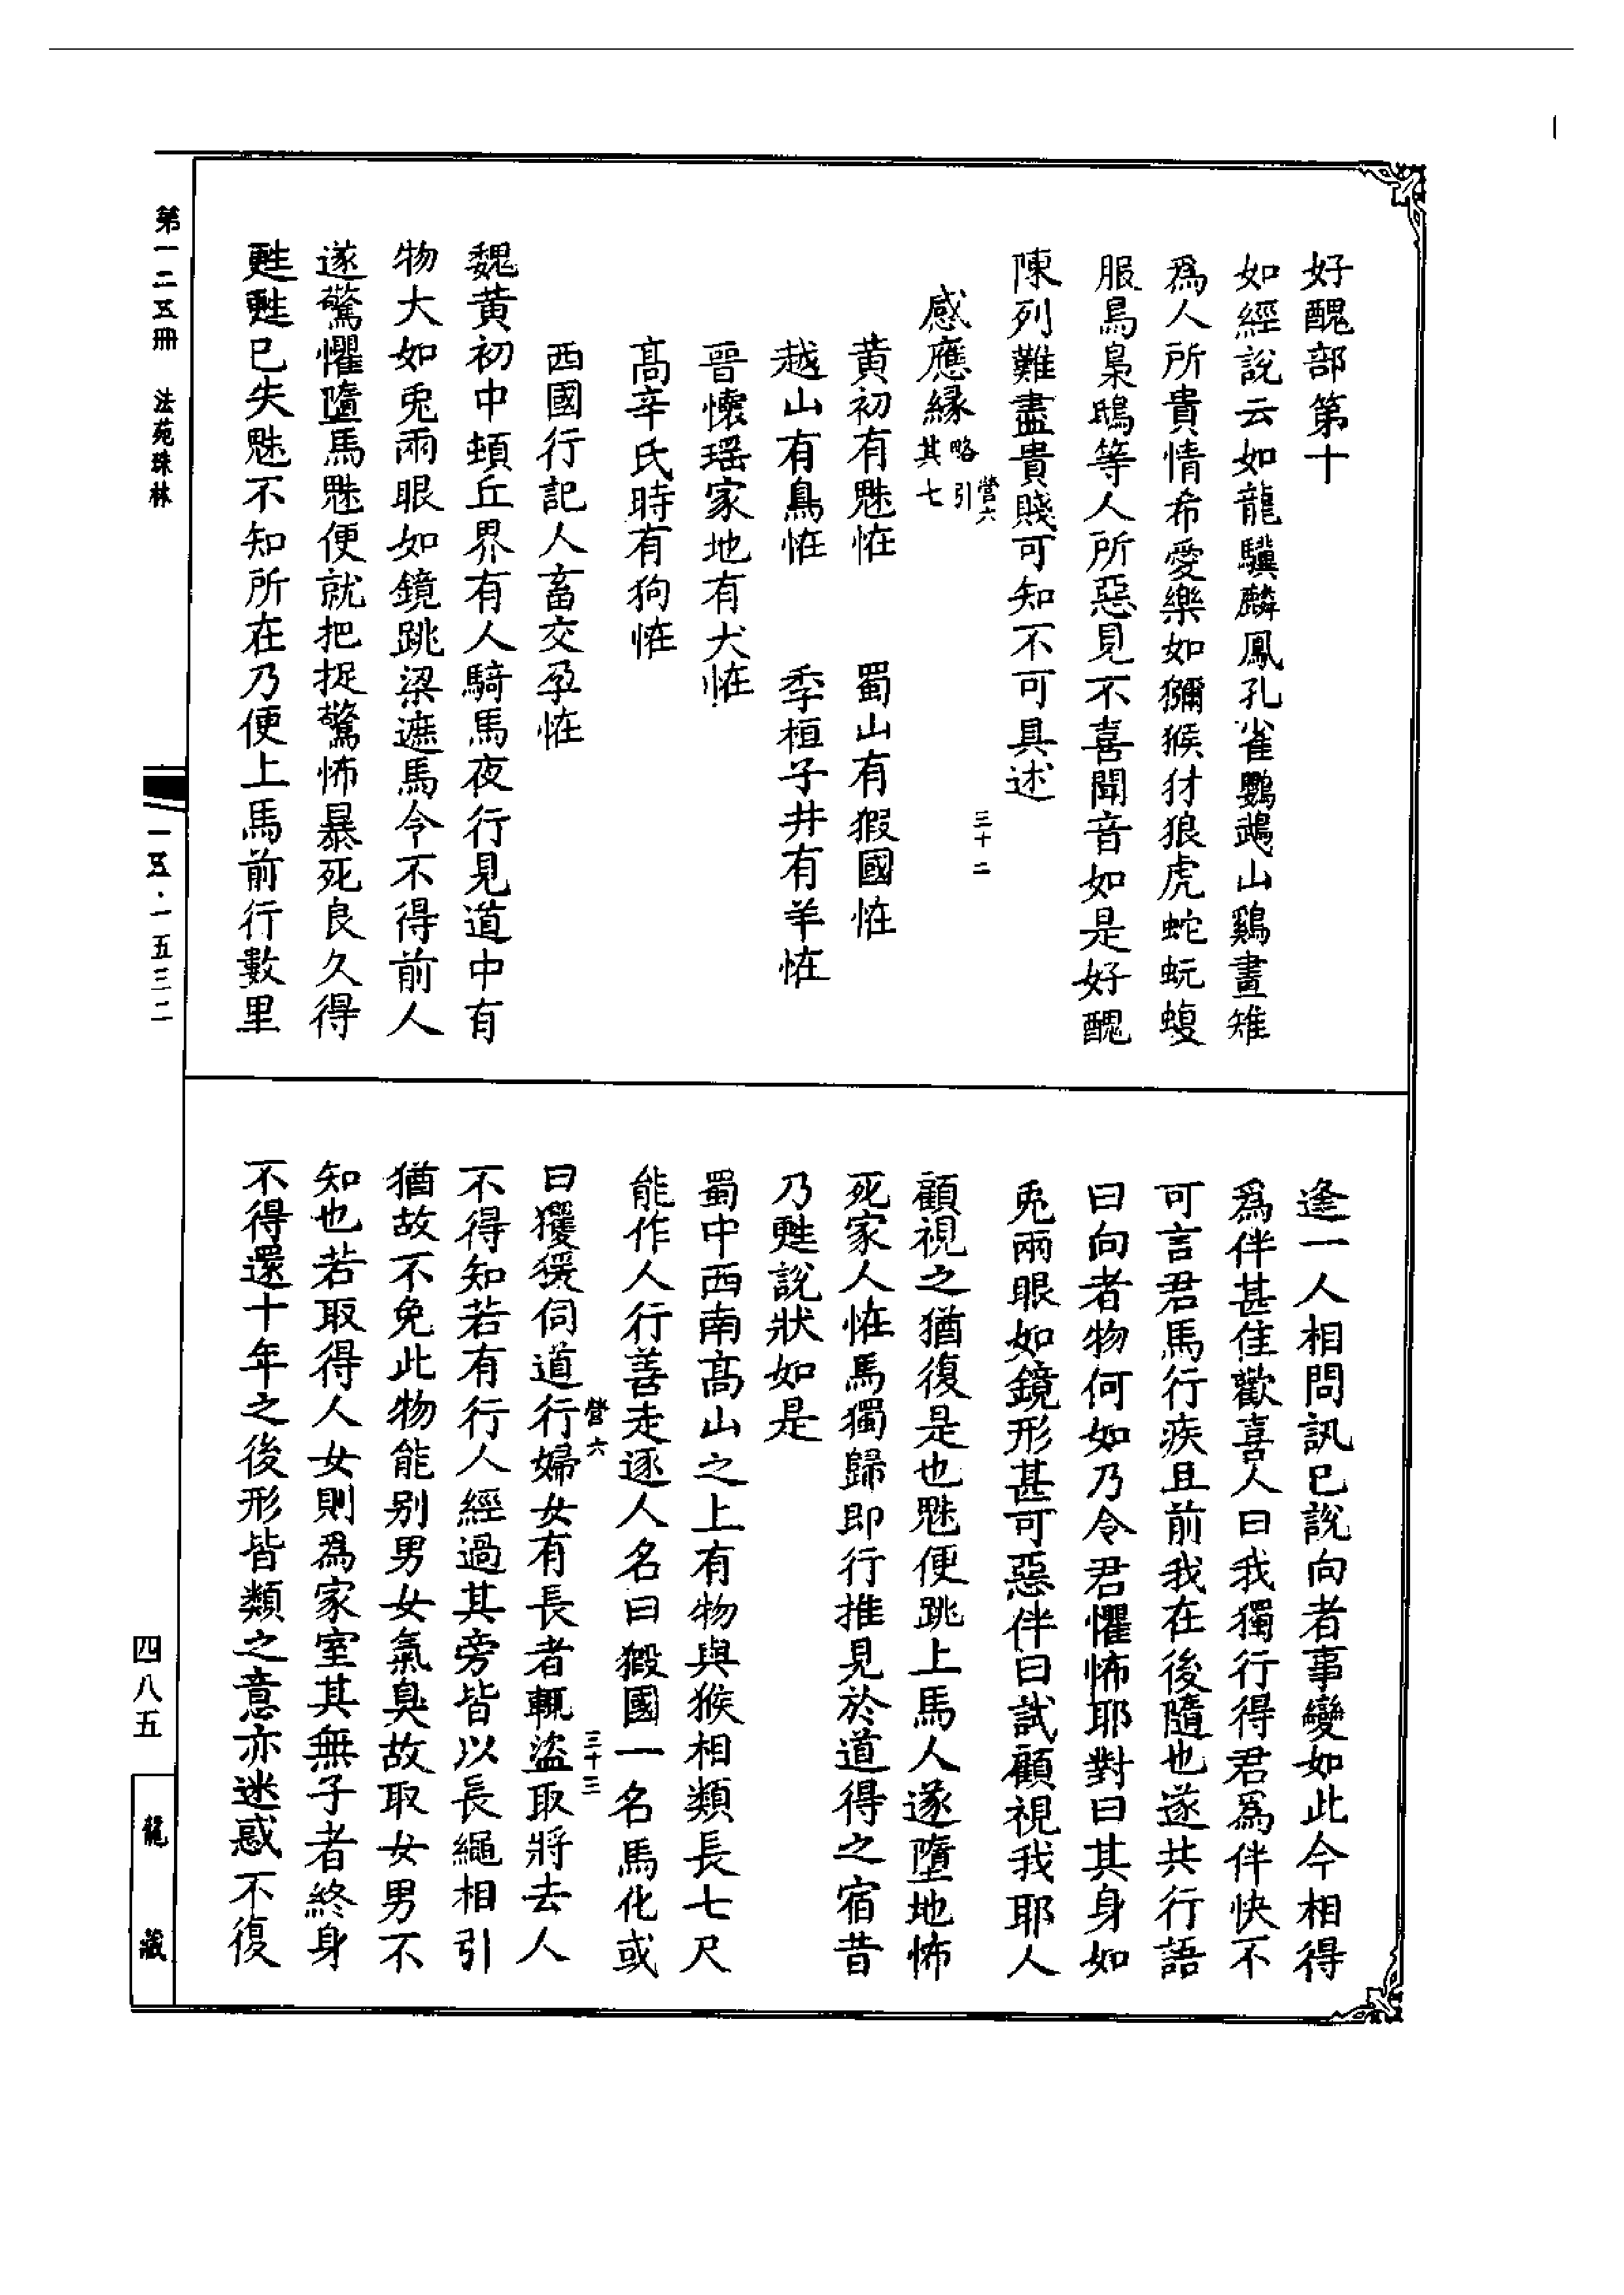 好醜部第十
如經說云如龍驥麟鳳孔雀鸚鵡山鷄畫雉
爲人所貴情希愛樂如獼猴犲狼虎蛇蚖蝮
服鳥梟鴟等人所惡見不喜聞音如是好醜
陳列難盡貴賤可知不可具述
營六
三十二
感應緣略引其七
黄初有魅恠
蜀山有猳國恠
越山有鳥恠
季桓子井有羊恠
晉懷瑶家地有犬恠
髙辛氏時有狗恠
西國行記人畜交孕恠
魏黄初中頓丘界有人騎馬夜行見道中有
物大如兎兩眼如鏡跳梁遮馬令不得前人
遂驚懼墮馬魅便就把捉驚怖暴死良久得
甦甦已失魅不知所在乃便上馬前行數里
逢一人相問訊已說向者事變如此今相得
爲伴甚佳歡喜人曰我獨行得君爲伴快不
可言君馬行疾且前我在後隨也遂共行語
曰向者物何如乃令君懼怖耶對曰其身如
兎兩眼如鏡形甚可惡伴曰試顧視我耶人
顧視之猶復是也魅便跳上馬人遂墮地怖
死家人恠馬獨歸即行推見於道得之宿昔
乃甦說狀如是
蜀中西南髙山之上有物與猴相類長七尺
能作人行善走逐人名曰猳國一名馬化或
營六
三十三
曰玃猨伺道行婦女有長者輒盜取將去人
不得知若有行人經過其旁皆以長繩相引
猶故不免此物能别男女氣臭故取女男不
知也若取得人女則爲家室其無子者終身
不得還十年之後形皆類之意亦迷惑不復
第一二五冊
法苑珠林
一五·一五三二
四八五
龍藏